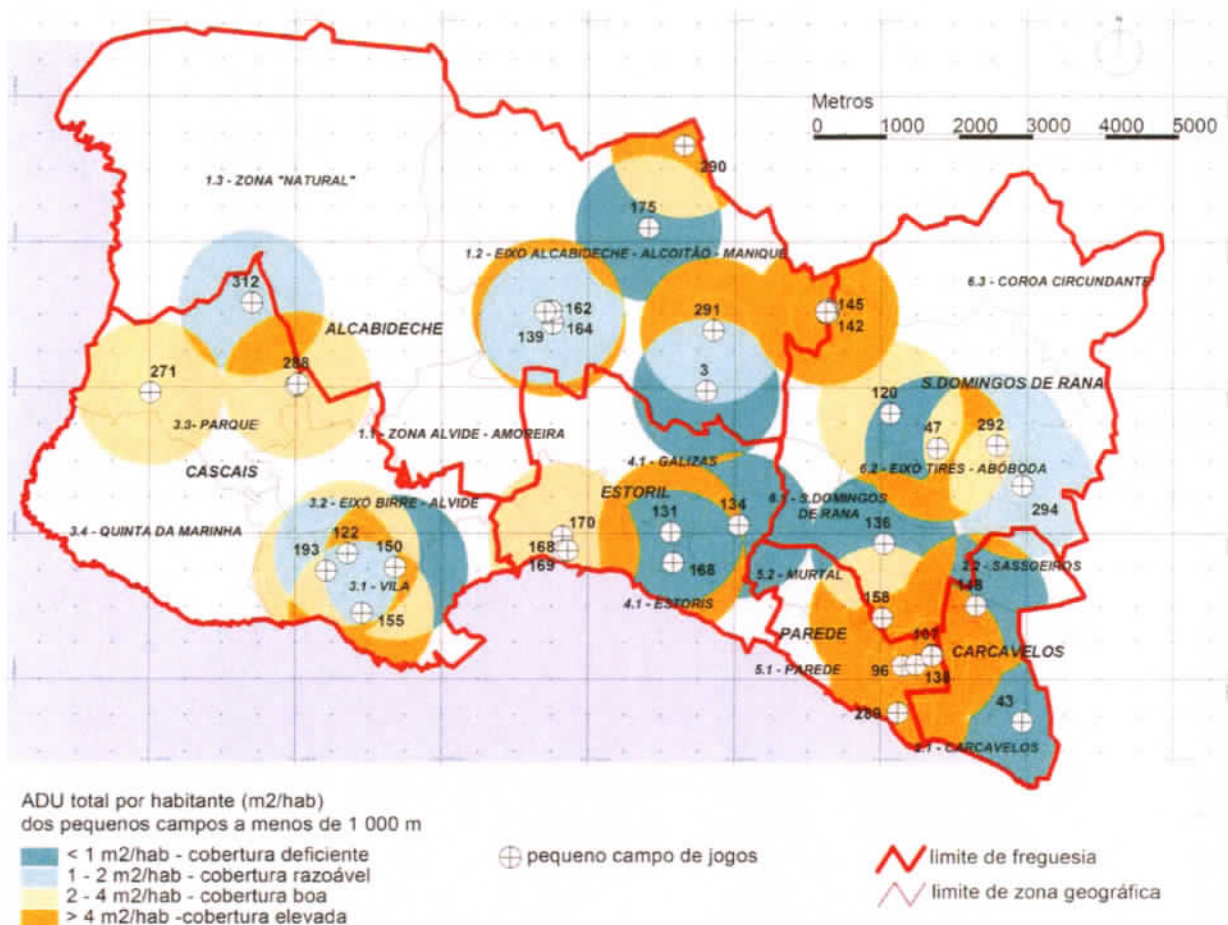 N
Metros
0 1000 2000 3000 4000 5000
290
1.3 - ZONA "NATURAL"
175
1.2 - EIXO ALCABIDECHE - ALCOITÃO - MANIQUE
6.3 - COROA CIRCUNDANTE
312
162
291
145
139
164
142
ALCABIDECHE
271
288
3
S.DOMINGOS DE RANA
120
3.3- PARQUE
1.1 - ZONA ALVIDE - AMOREIRA
47
292
CASCAIS
4.1 - GALIZAS
6.2 - EIXO TIRES - ABÓBODA
3.2 - EIXO BIRRE - ALVIDE
ESTORIL
6.1 - S.DOMINGOS
DE RANA
294
3.4 - QUINTA DA MARINHA
122
170
131
134
136
193
150
168
169
168
5.2 - MURTAL
2.2 - SASSOEIROS
3.1 - VILA
148
155
4.1 - ESTORIS
158
PAREDE
107
CARCAVELOS
5.1 - PAREDE
96
138
289
43
2.1 - CARCAVELOS
ADU total por habitante (m2/hab)
dos pequenos campos a menos de 1 000 m
< 1 m2/hab - cobertura deficiente
1 - 2 m2/hab - cobertura razoável
2 - 4 m2/hab - cobertura boa
> 4 m2/hab -cobertura elevada
pequeno campo de jogos
limite de freguesia
limite de zona geográfica